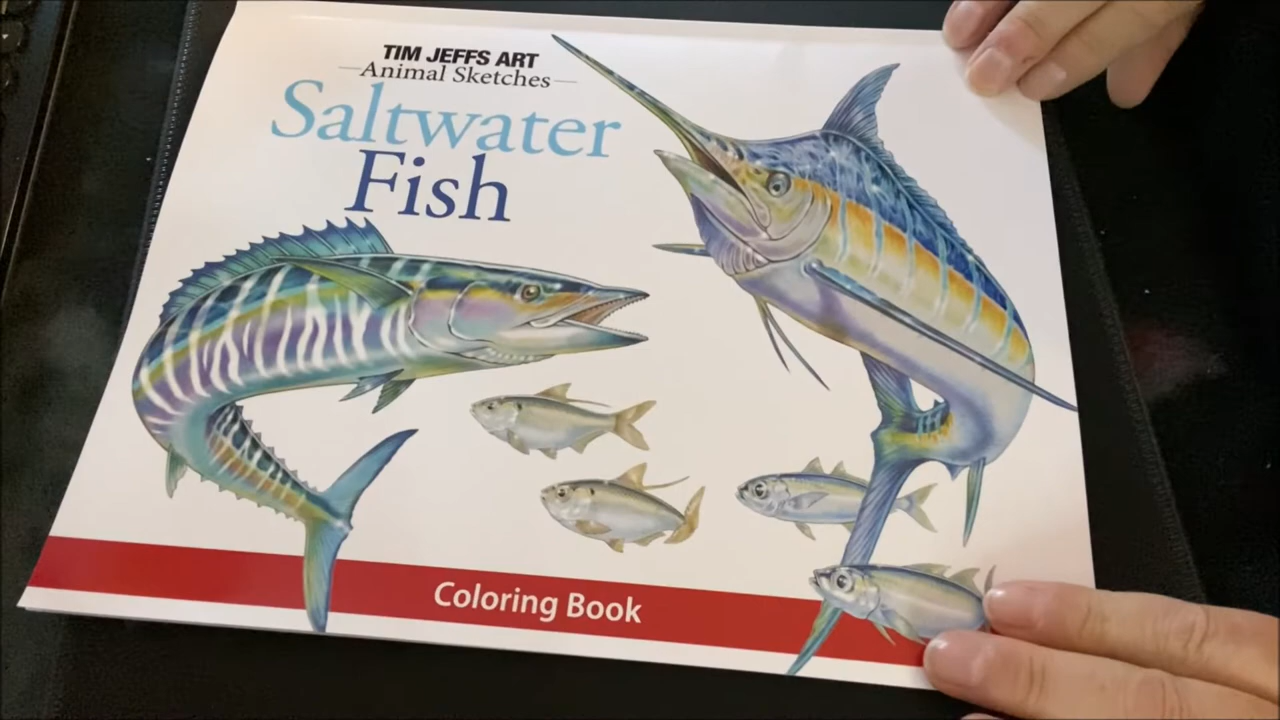 TIM JEFFS ART
Animal Sketches
Saltwater
Fish
Coloring Book